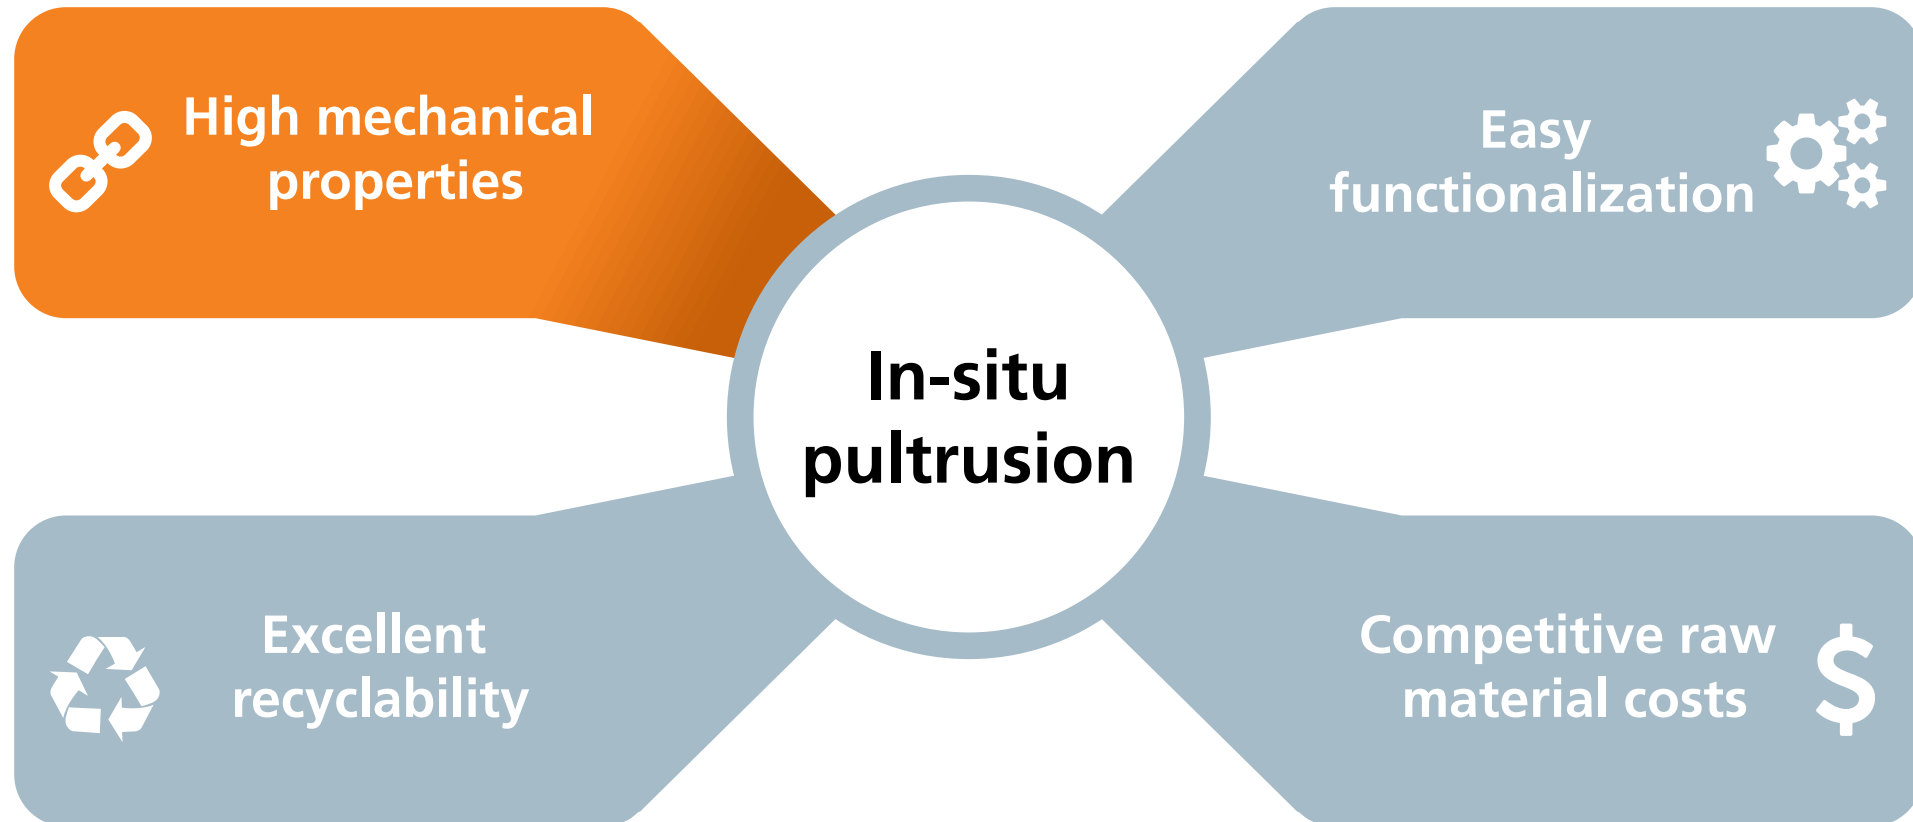 High mechanical
properties
Easy
functionalization
In-situ
pultrusion
Excellent
recyclability
Competitive raw
material costs